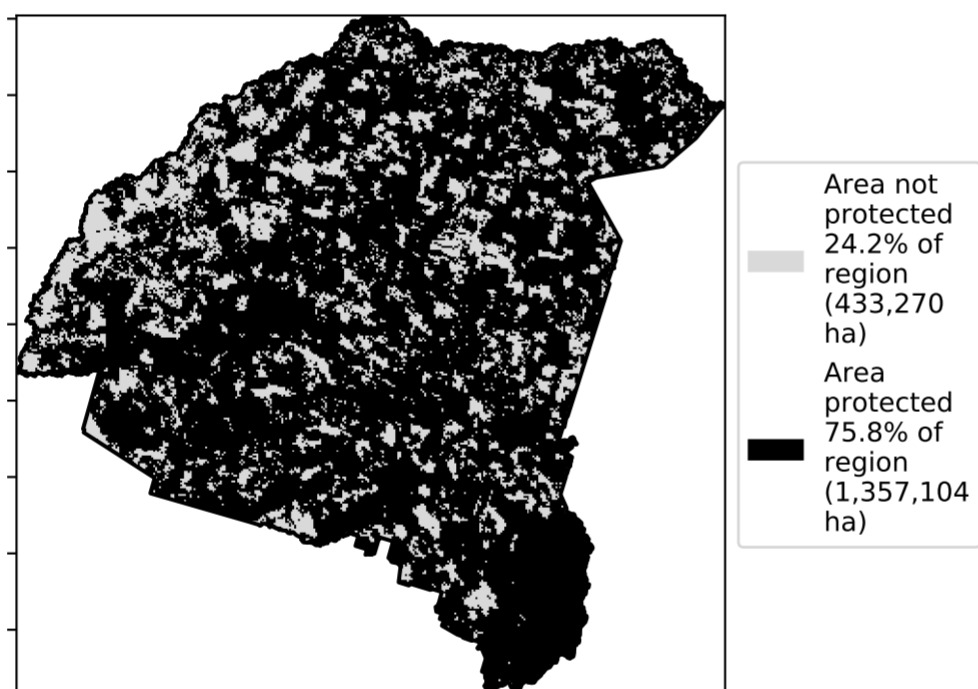 Area not
protected
24.2% of
region
(433,270
ha)
Area
protected
75.8% of
region
(1,357,104
ha)